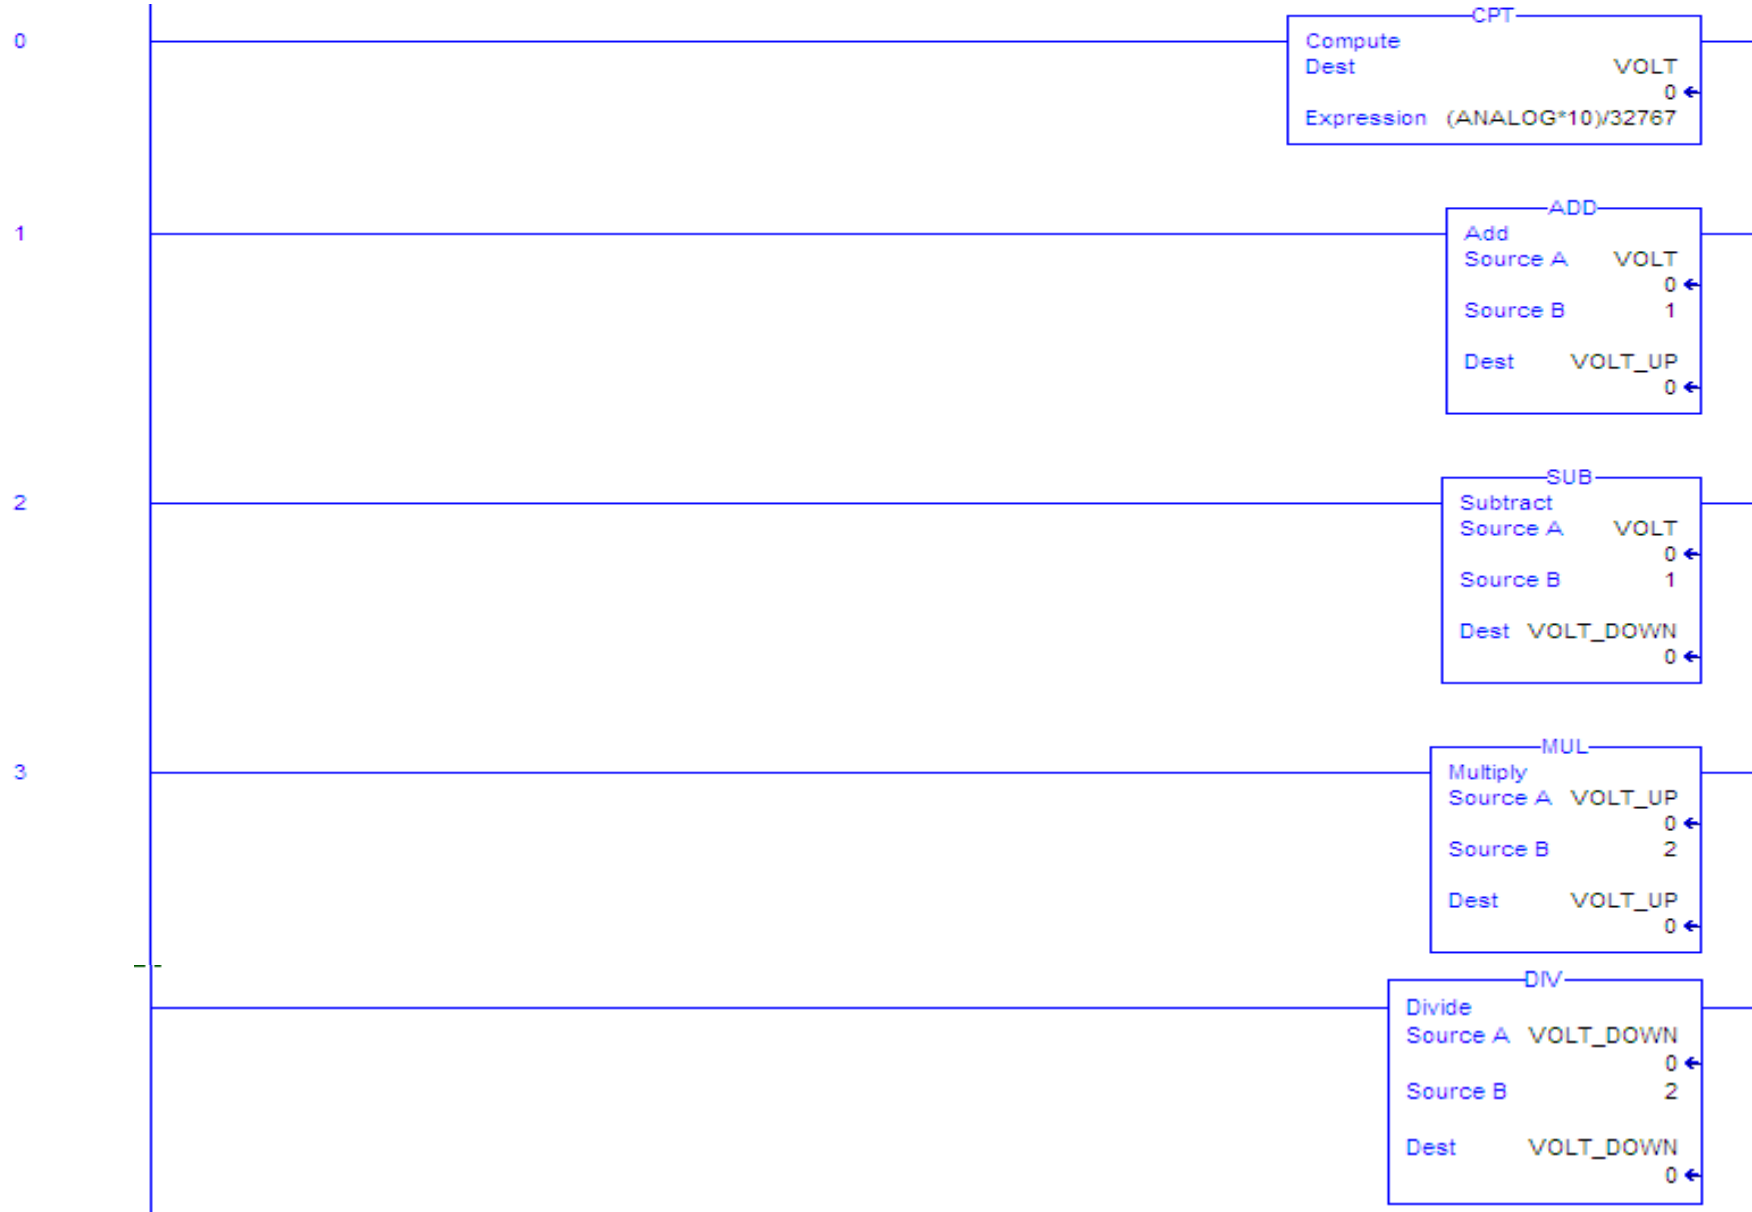 0
CPT
Compute
Dest VOLT
0
Expression (ANALOG*10)/32767
1
ADD
Add
Source A VOLT
0
Source B 1
Dest VOLT_UP
0
2
SUB
Subtract
Source A VOLT
0
Source B 1
Dest VOLT_DOWN
0
3
MUL
Multiply
Source A VOLT_UP
0
Source B 2
Dest VOLT_UP
0
DIV
Divide
Source A VOLT_DOWN
0
Source B 2
Dest VOLT_DOWN
0